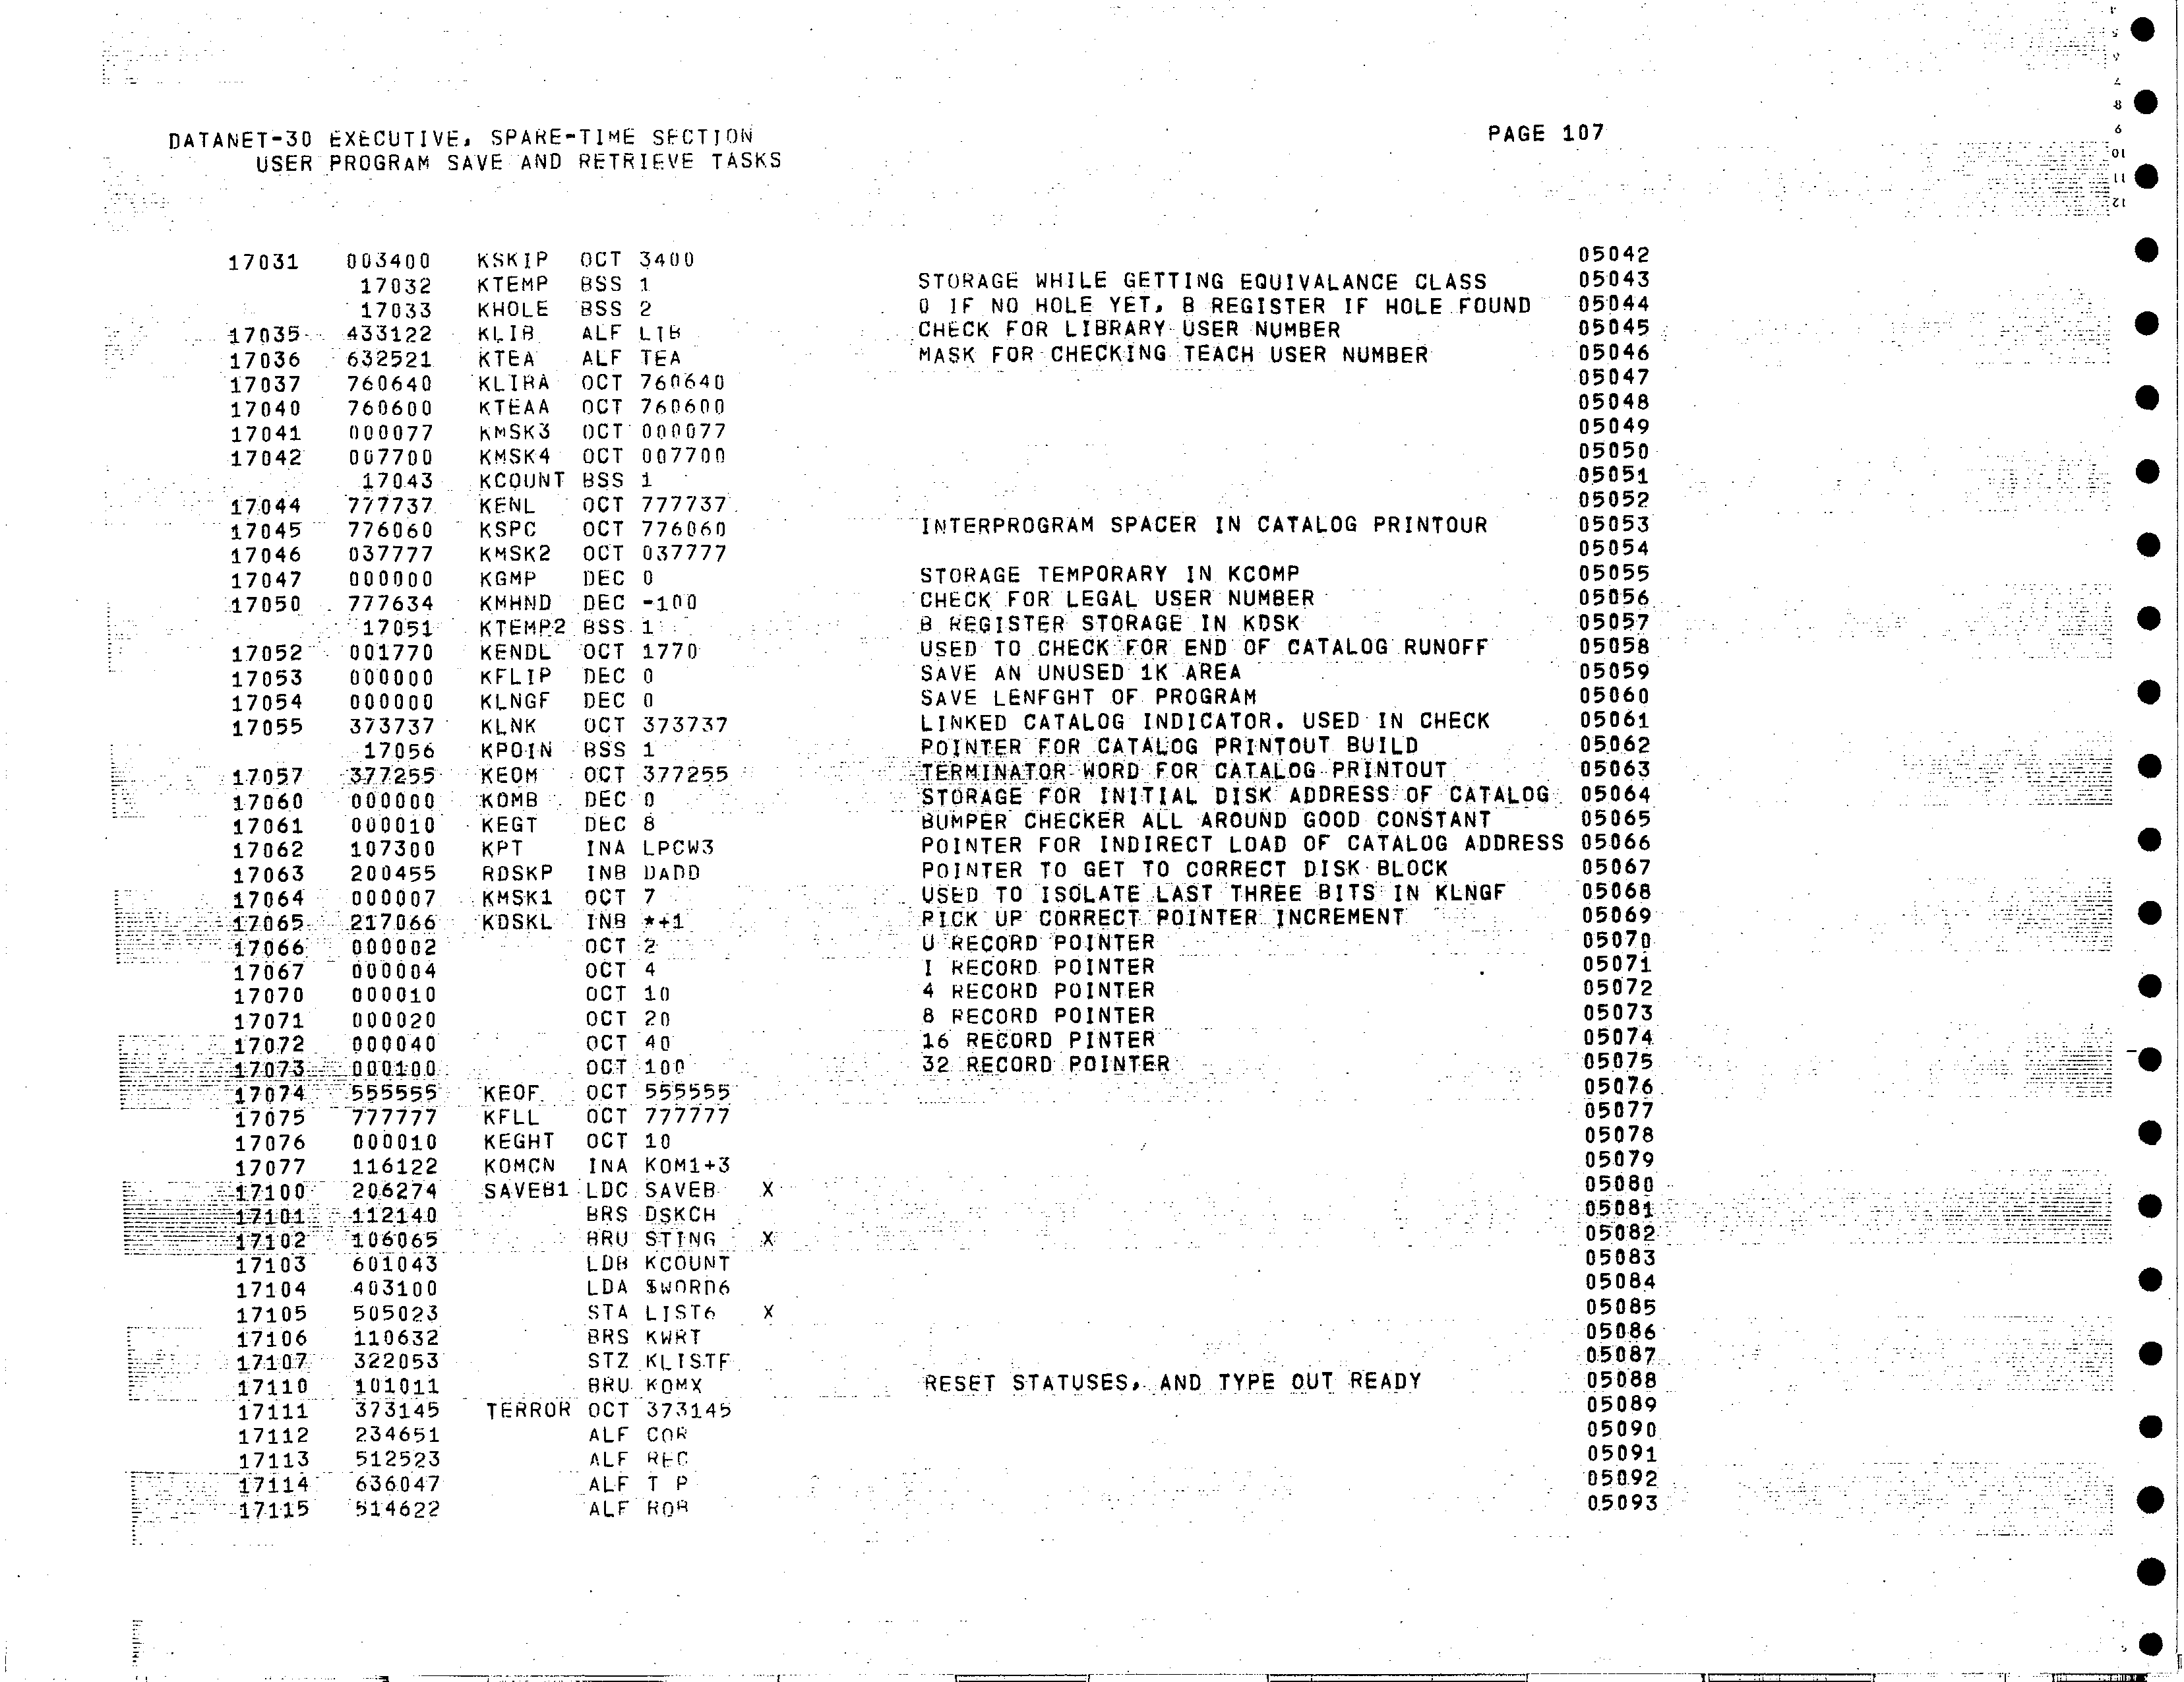 DATANET-30 EXECUTIVE, SPARE-TIME SECTION PAGE 107
USER PROGRAM SAVE AND RETRIEVE TASKS
17031 003400 KSKIP OCT 3400 05042
17032 KTEMP BSS 1 STORAGE WHILE GETTING EQUIVALANCE CLASS 05043
17033 KHOLE BSS 2 0 IF NO HOLE YET, B REGISTER IF HOLE FOUND 05044
17035 433122 KLIB ALF LIB CHECK FOR LIBRARY USER NUMBER 05045
17036 632521 KTEA ALF TEA MASK FOR CHECKING TEACH USER NUMBER 05046
17037 760640 KLIBA OCT 760640 05047
17040 760600 KTEAA OCT 760600 05048
17041 000077 KMSK3 OCT 000077 05049
17042 007700 KMSK4 OCT 007700 05050
17043 KCOUNT BSS 1 05051
17044 777737 KENL OCT 777737 05052
17045 776060 KSPC OCT 776060 INTERPROGRAM SPACER IN CATALOG PRINTOUR 05053
17046 037777 KMSK2 OCT 037777 05054
17047 000000 KGMP DEC 0 STORAGE TEMPORARY IN KCOMP 05055
17050 777634 KMHND DEC -100 CHECK FOR LEGAL USER NUMBER 05056
17051 KTEMP2 BSS 1 B REGISTER STORAGE IN KDSK 05057
17052 001770 KENDL OCT 1770 USED TO CHECK FOR END OF CATALOG RUNOFF 05058
17053 000000 KFLIP DEC 0 SAVE AN UNUSED 1K AREA 05059
17054 000000 KLNGF DEC 0 SAVE LENFGHT OF PROGRAM 05060
17055 373737 KLNK OCT 373737 LINKED CATALOG INDICATOR. USED IN CHECK 05061
17056 KPOIN BSS 1 POINTER FOR CATALOG PRINTOUT BUILD 05062
17057 377255 KEOM OCT 377255 TERMINATOR WORD FOR CATALOG PRINTOUT 05063
17060 000000 KOMB DEC 0 STORAGE FOR INITIAL DISK ADDRESS OF CATALOG 05064
17061 000010 KEGT DEC 8 BUMPER CHECKER ALL AROUND GOOD CONSTANT 05065
17062 107300 KPT INA LPCW3 POINTER FOR INDIRECT LOAD OF CATALOG ADDRESS 05066
17063 200455 RDSKP INB DADD POINTER TO GET TO CORRECT DISK BLOCK 05067
17064 000007 KMSK1 OCT 7 USED TO ISOLATE LAST THREE BITS IN KLNGF 05068
17065 217066 KDSKL INB *+1 PICK UP CORRECT POINTER INCREMENT 05069
17066 000002 OCT 2 U RECORD POINTER 05070
17067 000004 OCT 4 I RECORD POINTER 05071
17070 000010 OCT 10 4 RECORD POINTER 05072
17071 000020 OCT 20 8 RECORD POINTER 05073
17072 000040 OCT 40 16 RECORD PINTER 05074
17073 000100 OCT 100 32 RECORD POINTER 05075
17074 555555 KEOF OCT 555555 05076
17075 777777 KFLL OCT 777777 05077
17076 000010 KEGHT OCT 10 05078
17077 116122 KOMCN INA KOM1+3 05079
17100 206274 SAVEB1 LDC SAVEB X 05080
17101 112140 BRS DSKCH 05081
17102 106065 BRU STING X 05082
17103 601043 LDB KCOUNT 05083
17104 403100 LDA $WORD6 05084
17105 505023 STA LIST6 X 05085
17106 110632 BRS KWRT 05086
17107 322053 STZ KLISTF 05087
17110 101011 BRU KOMX RESET STATUSES, AND TYPE OUT READY 05088
17111 373145 TERROR OCT 373145 05089
17112 234651 ALF COR 05090
17113 512523 ALF REC 05091
17114 636047 ALF T P 05092
17115 514622 ALF ROB 05093